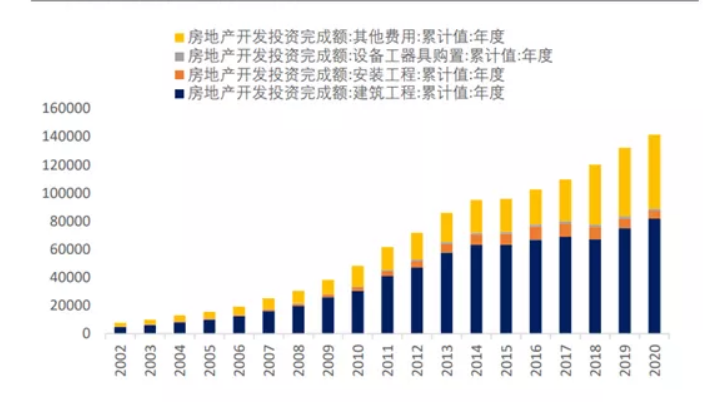 房地产开发投资完成额:其他费用:累计值:年度
房地产开发投资完成额:设备工器具购置:累计值:年度
房地产开发投资完成额:安装工程:累计值:年度
房地产开发投资完成额:建筑工程:累计值:年度
160000
140000
120000
100000
80000
60000
40000
20000
0
2002 2003 2004 2005 2006 2007 2008 2009 2010 2011 2012 2013 2014 2015 2016 2017 2018 2019 2020